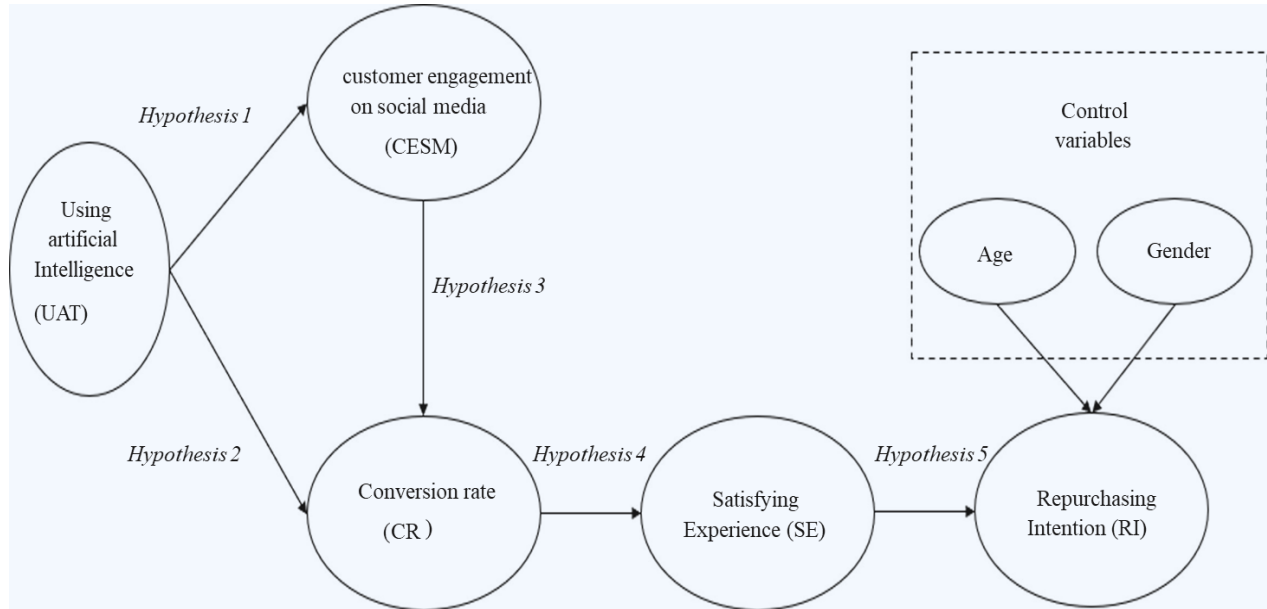 customer engagement
on social media
(CESM)
Hypothesis 1
Using
artificial
Intelligence
(UAT)
Hypothesis 3
Hypothesis 2
Conversion rate
(CR)
Hypothesis 4
Satisfying
Experience (SE)
Hypothesis 5
Repurchasing
Intention (RI)
Control
variables
Age
Gender